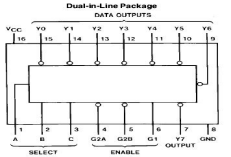 Dual-in-Line Package
DATA OUTPUTS
VCC Y0 Y1 Y2 Y3 Y4 Y5 Y6
16 15 14 13 12 11 10 9
1 2 3 4 5 6 7 8
A B C G2A G2B G1 Y7 GND
SELECT ENABLE OUTPUT